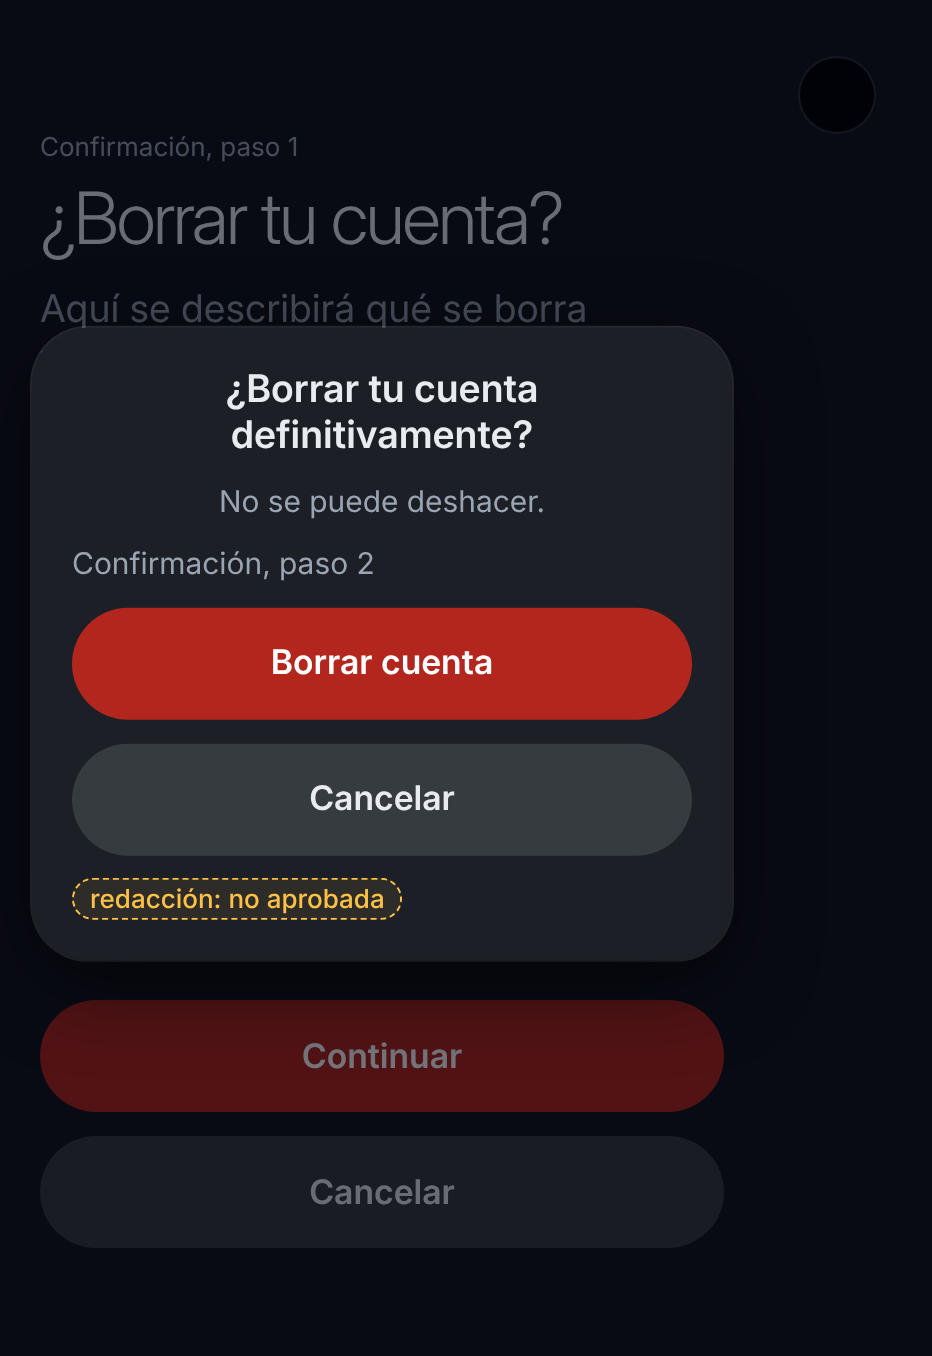 Confirmación, paso 1
¿Borrar tu cuenta?
Aquí se describirá qué se borra
¿Borrar tu cuenta
definitivamente?
No se puede deshacer.
Confirmación, paso 2
Borrar cuenta
Cancelar
redacción: no aprobada
Continuar
Cancelar